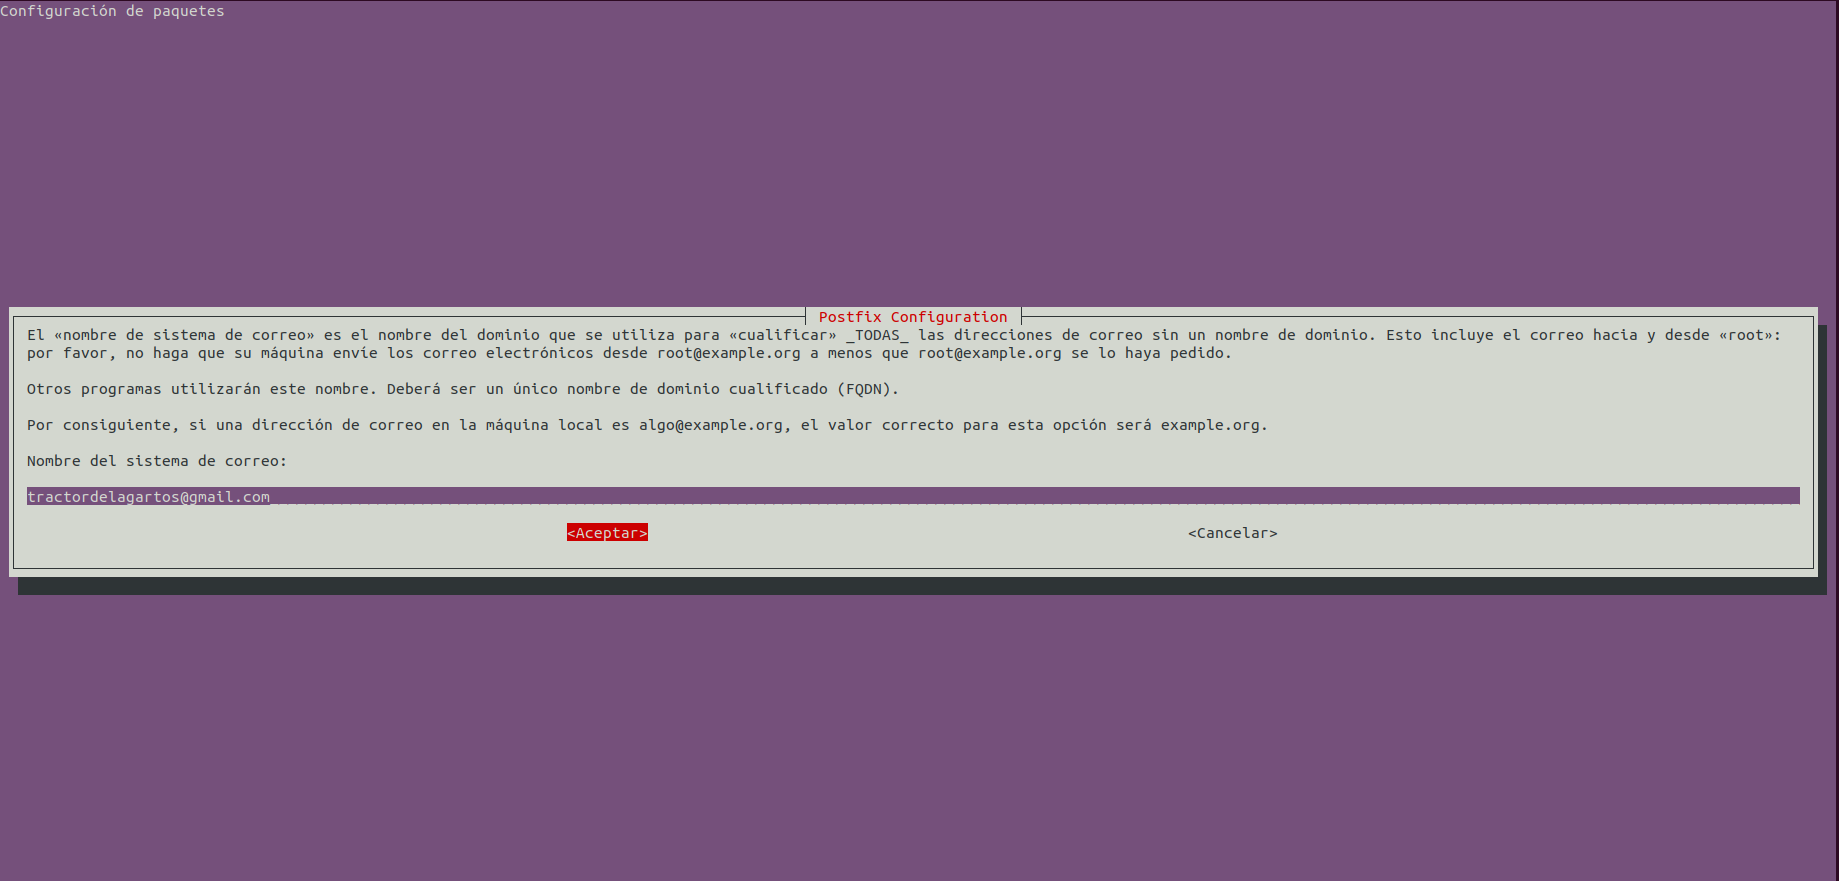 Configuración de paquetes
Postfix Configuration
El «nombre de sistema de correo» es el nombre del dominio que se utiliza para «cualificar» _TODAS_ las direcciones de correo sin un nombre de dominio. Esto incluye el correo hacia y desde «root»:
por favor, no haga que su máquina envíe los correo electrónicos desde root@example.org a menos que root@example.org se lo haya pedido.
Otros programas utilizarán este nombre. Deberá ser un único nombre de dominio cualificado (FQDN).
Por consiguiente, si una dirección de correo en la máquina local es algo@example.org, el valor correcto para esta opción será example.org.
Nombre del sistema de correo:
tractordelagartos@gmail.com
<Aceptar> <Cancelar>